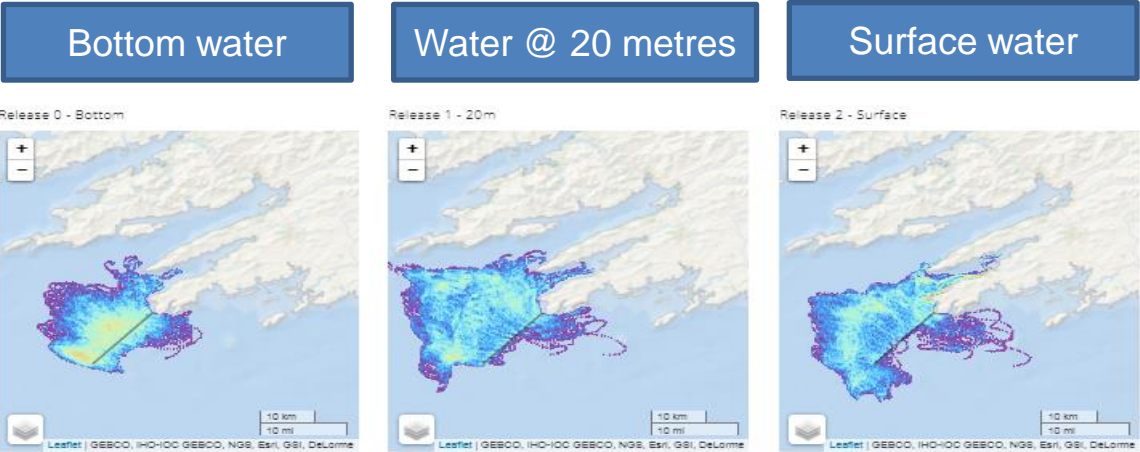 Bottom water
Water @ 20 metres
Surface water
Release 0 - Bottom
Release 1 - 20m
Release 2 - Surface
+
−
+
−
+
−
10 km
10 mi
10 km
10 mi
10 km
10 mi
Leaflet | GEBCO, IHO-IOC GEBCO, NGS, Esri, GSI, DeLorme
Leaflet | GEBCO, IHO-IOC GEBCO, NGS, Esri, GSI, DeLorme
Leaflet | GEBCO, IHO-IOC GEBCO, NGS, Esri, GSI, DeLorme